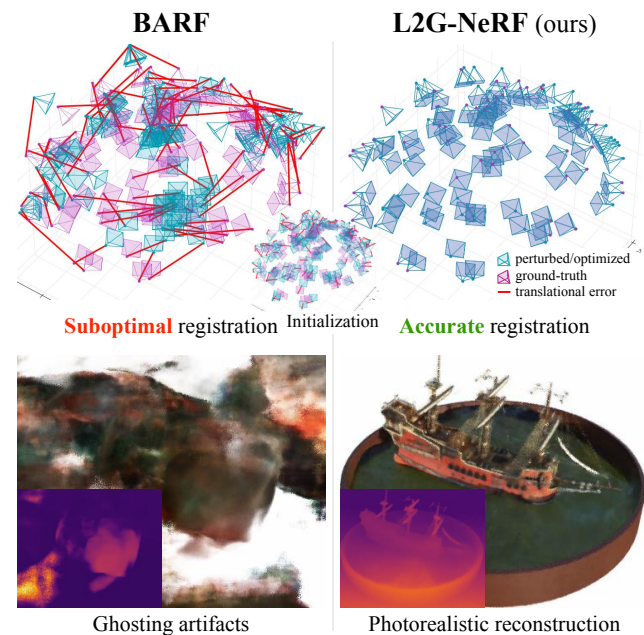 BARF
L2G-NeRF (ours)
perturbed/optimized
ground-truth
translational error
Suboptimal registration
Initialization
Accurate registration
Ghosting artifacts
Photorealistic reconstruction